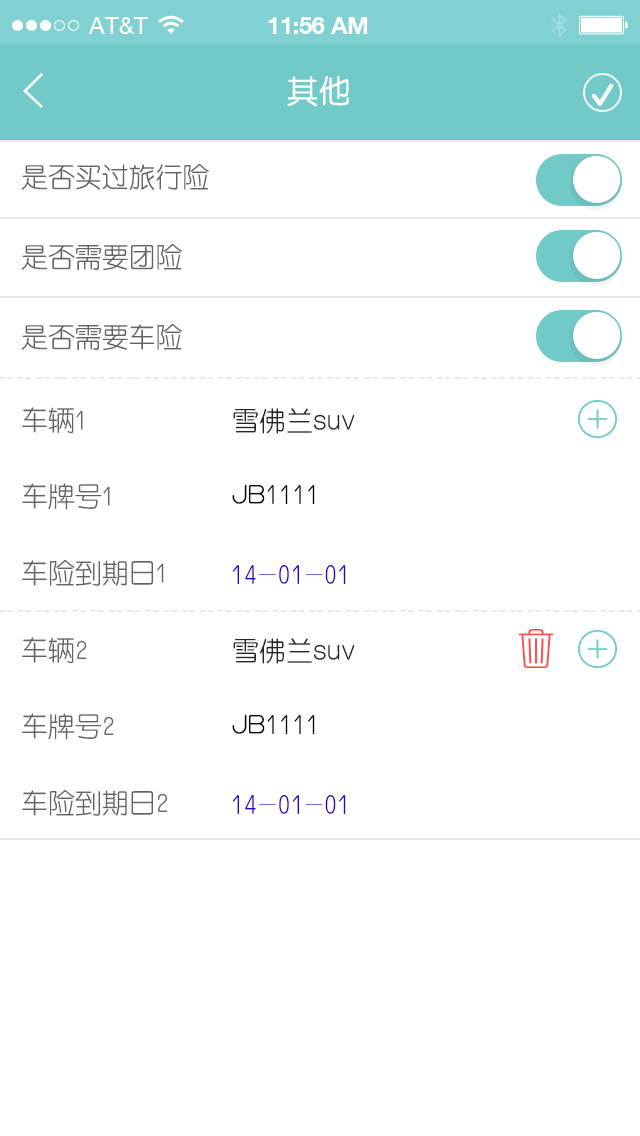 AT&T 11:56 AM
其他
是否买过旅行险
是否需要团险
是否需要车险
车辆1 雪佛兰suv
车牌号1 JB1111
车险到期日1 14-01-01
车辆2 雪佛兰suv
车牌号2 JB1111
车险到期日2 14-01-01